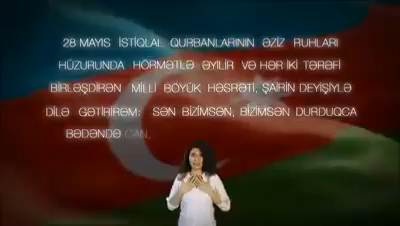 28 MAYIS İSTİQLAL QURBANLARININ ƏZİZ RUHLARI
HÜZURUNDA HÖRMƏTLƏ ƏYİLİR VƏ HƏR İKİ TƏRƏFİ
BİRLƏŞDİRƏN MİLLİ BÖYÜK HƏSRƏTİ, ŞAİRİN DEYİŞİYLƏ
DİLƏ GƏTİRİRƏM: SƏN BİZİMSƏN, BİZİMSƏN DURDUQCA
BƏDƏNDƏ CAN,